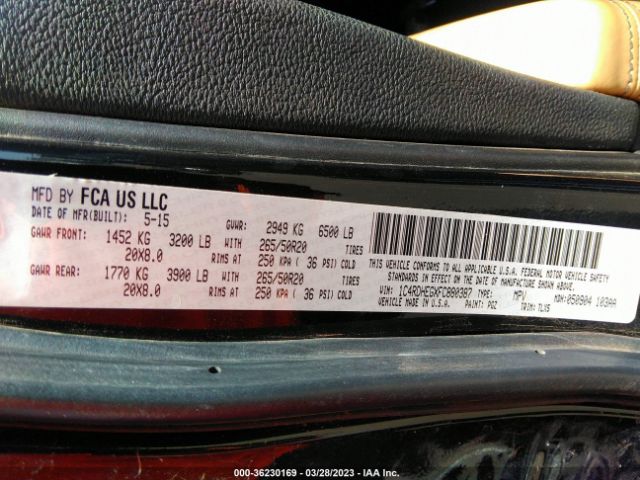 MFD BY FCA US LLC
DATE OF MFR(BUILT): 5-15 GVWR: 2949 KG 6500 LB
GAWR FRONT: 1452 KG 3200 LB WITH 265/50R20 TIRES
20X8.0 RIMS AT 250 KPA ( 36 PSI) COLD
GAWR REAR: 1770 KG 3900 LB WITH 265/50R20 TIRES
20X8.0 RIMS AT 250 KPA ( 36 PSI) COLD
THIS VEHICLE CONFORMS TO ALL APPLICABLE U.S.A. FEDERAL MOTOR VEHICLE SAFETY
STANDARDS IN EFFECT ON THE DATE OF MANUFACTURE SHOWN ABOVE.
VIN: TYPE: MPV MDH: 050904 103AA
VEHICLE MADE IN U.S.A. PAINT: TRIM: TLX5
000-36230169 - 03/28/2023 - IAA Inc.